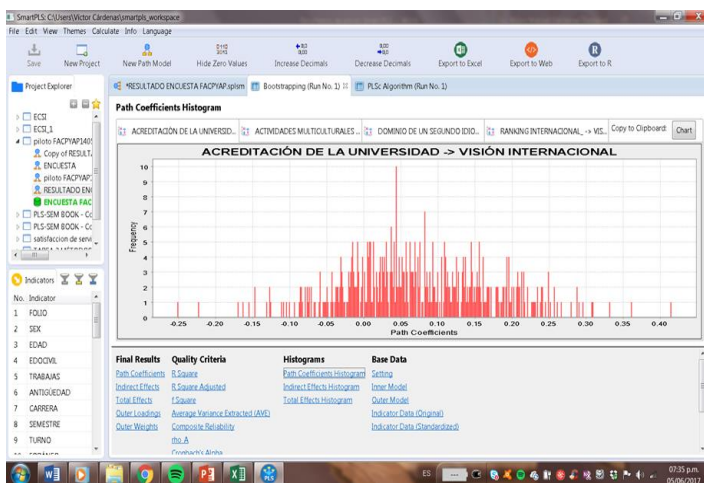 SmartPLS: C:\Users\Víctor Cárdenas\smartpls_workspace
File Edit View Themes Calculate Info Language
Save New Project New Path Model Hide Zero Values Increase Decimals Decrease Decimals Export to Excel Export to Web Export to R
Project Explorer
ECSI
ECSI_1
piloto FACPYAP140
Copy of RESULT
ENCUESTA
piloto FACPYAP
RESULTADO EN
ENCUESTA FAC
PLS-SEM BOOK - Co
PLS-SEM BOOK - Co
satisfaccion de servi
Indicators
No. Indicator
1 FOLIO
2 SEX
3 EDAD
4 EDOCIVIL
5 TRABAJAS
6 ANTIGÜEDAD
7 CARRERA
8 SEMESTRE
9 TURNO
*RESULTADO ENCUESTA FACPYAP.splsm Bootstrapping (Run No. 1) PLSc Algorithm (Run No. 1)
Path Coefficients Histogram
ACREDITACIÓN DE LA UNIVERSID... ACTIVIDADES MULTICULTURALES ... DOMINIO DE UN SEGUNDO IDIO... RANKING INTERNACIONAL_ -> VIS... Copy to Clipboard: Chart
ACREDITACIÓN DE LA UNIVERSIDAD -> VISIÓN INTERNACIONAL
Frequency
10
9
8
7
6
5
4
3
2
1
0
-0.25 -0.20 -0.15 -0.10 -0.05 0.00 0.05 0.10 0.15 0.20 0.25 0.30 0.35 0.40
Path Coefficients
Final Results Quality Criteria Histograms Base Data
Path Coefficients R Square Path Coefficients Histogram Setting
Indirect Effects R Square Adjusted Indirect Effects Histogram Inner Model
Total Effects f Square Total Effects Histogram Outer Model
Outer Loadings Average Variance Extracted (AVE) Indicator Data (Original)
Outer Weights Composite Reliability Indicator Data (Standardized)
rho_A
Cronbach's Alpha
ES
07:35 p.m.
05/06/2017